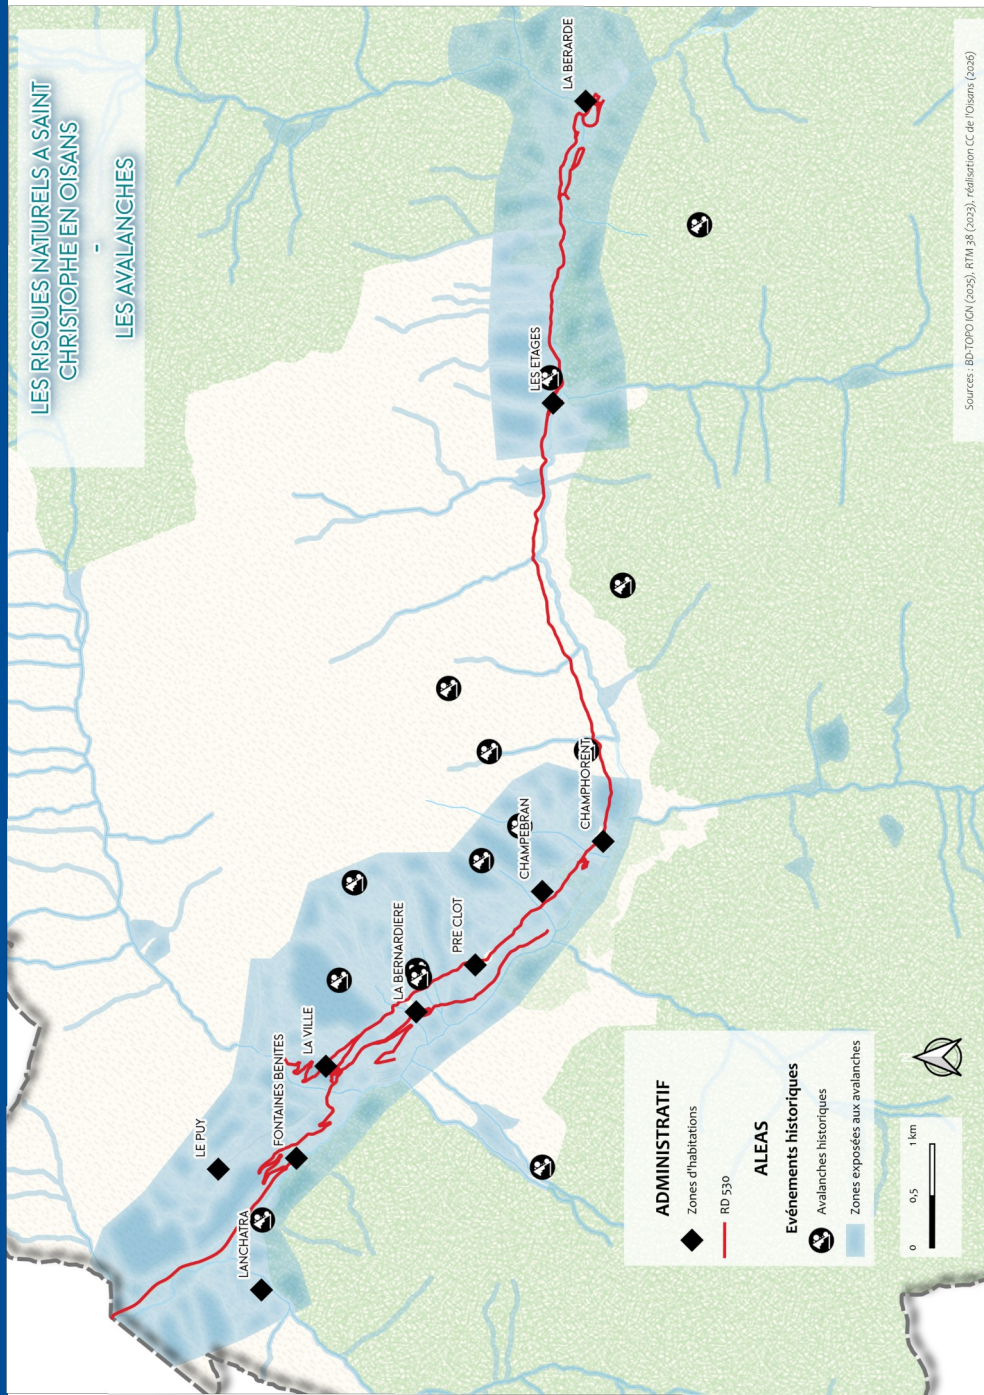 LES RISQUES NATURELS A SAINT
CHRISTOPHE EN OISANS
-
LES AVALANCHES
LA BERARDE
LES ETAGES
CHAMPHORENT
CHAMPEBRAN
PRE CLOT
LA BERNARDIERE
LA VILLE
FONTAINES BENITES
LE PUY
LANCHATRA
ADMINISTRATIF
Zones d'habitations
RD 530
ALEAS
Evénements historiques
Avalanches historiques
Zones exposées aux avalanches
0 0,5 1 km
Sources : BD-TOPO IGN (2025), RTM 38 (2023), réalisation CC de l'Oisans (2026)